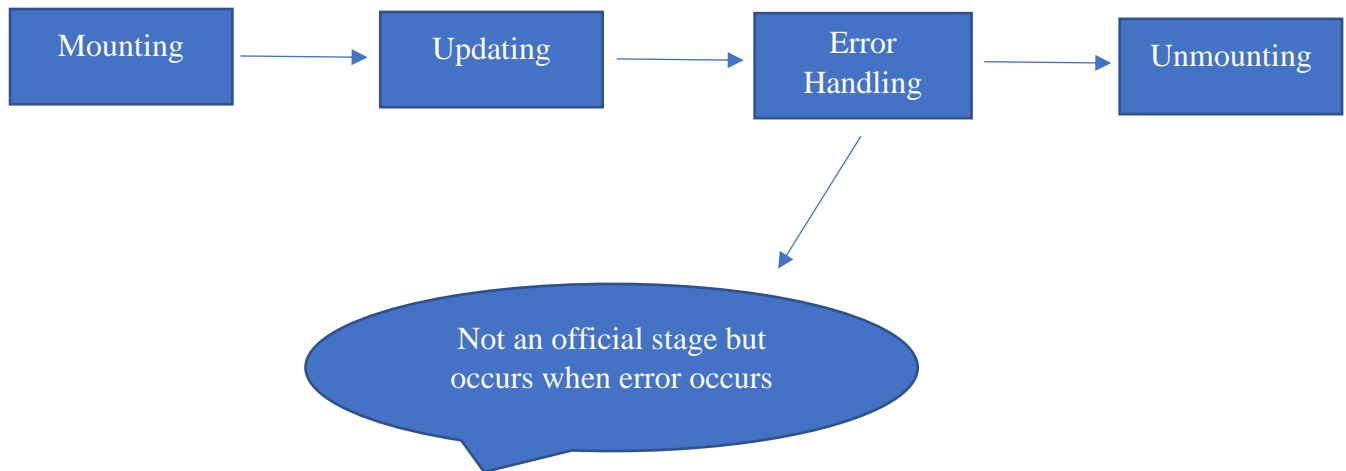 Mounting
Updating
Error
Handling
Unmounting
Not an official stage but
occurs when error occurs